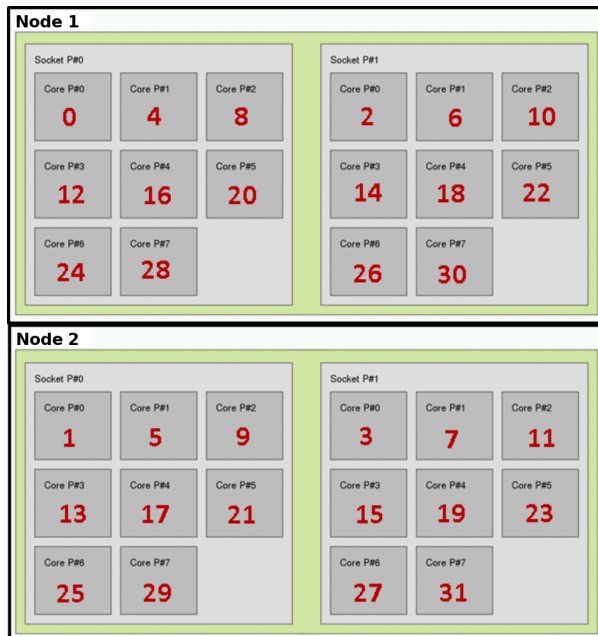 Node 1
Socket P#0
Core P#0 Core P#1 Core P#2
0 4 8
Core P#3 Core P#4 Core P#5
12 16 20
Core P#6 Core P#7
24 28
Socket P#1
Core P#0 Core P#1 Core P#2
2 6 10
Core P#3 Core P#4 Core P#5
14 18 22
Core P#6 Core P#7
26 30
Node 2
Socket P#0
Core P#0 Core P#1 Core P#2
1 5 9
Core P#3 Core P#4 Core P#5
13 17 21
Core P#6 Core P#7
25 29
Socket P#1
Core P#0 Core P#1 Core P#2
3 7 11
Core P#3 Core P#4 Core P#5
15 19 23
Core P#6 Core P#7
27 31